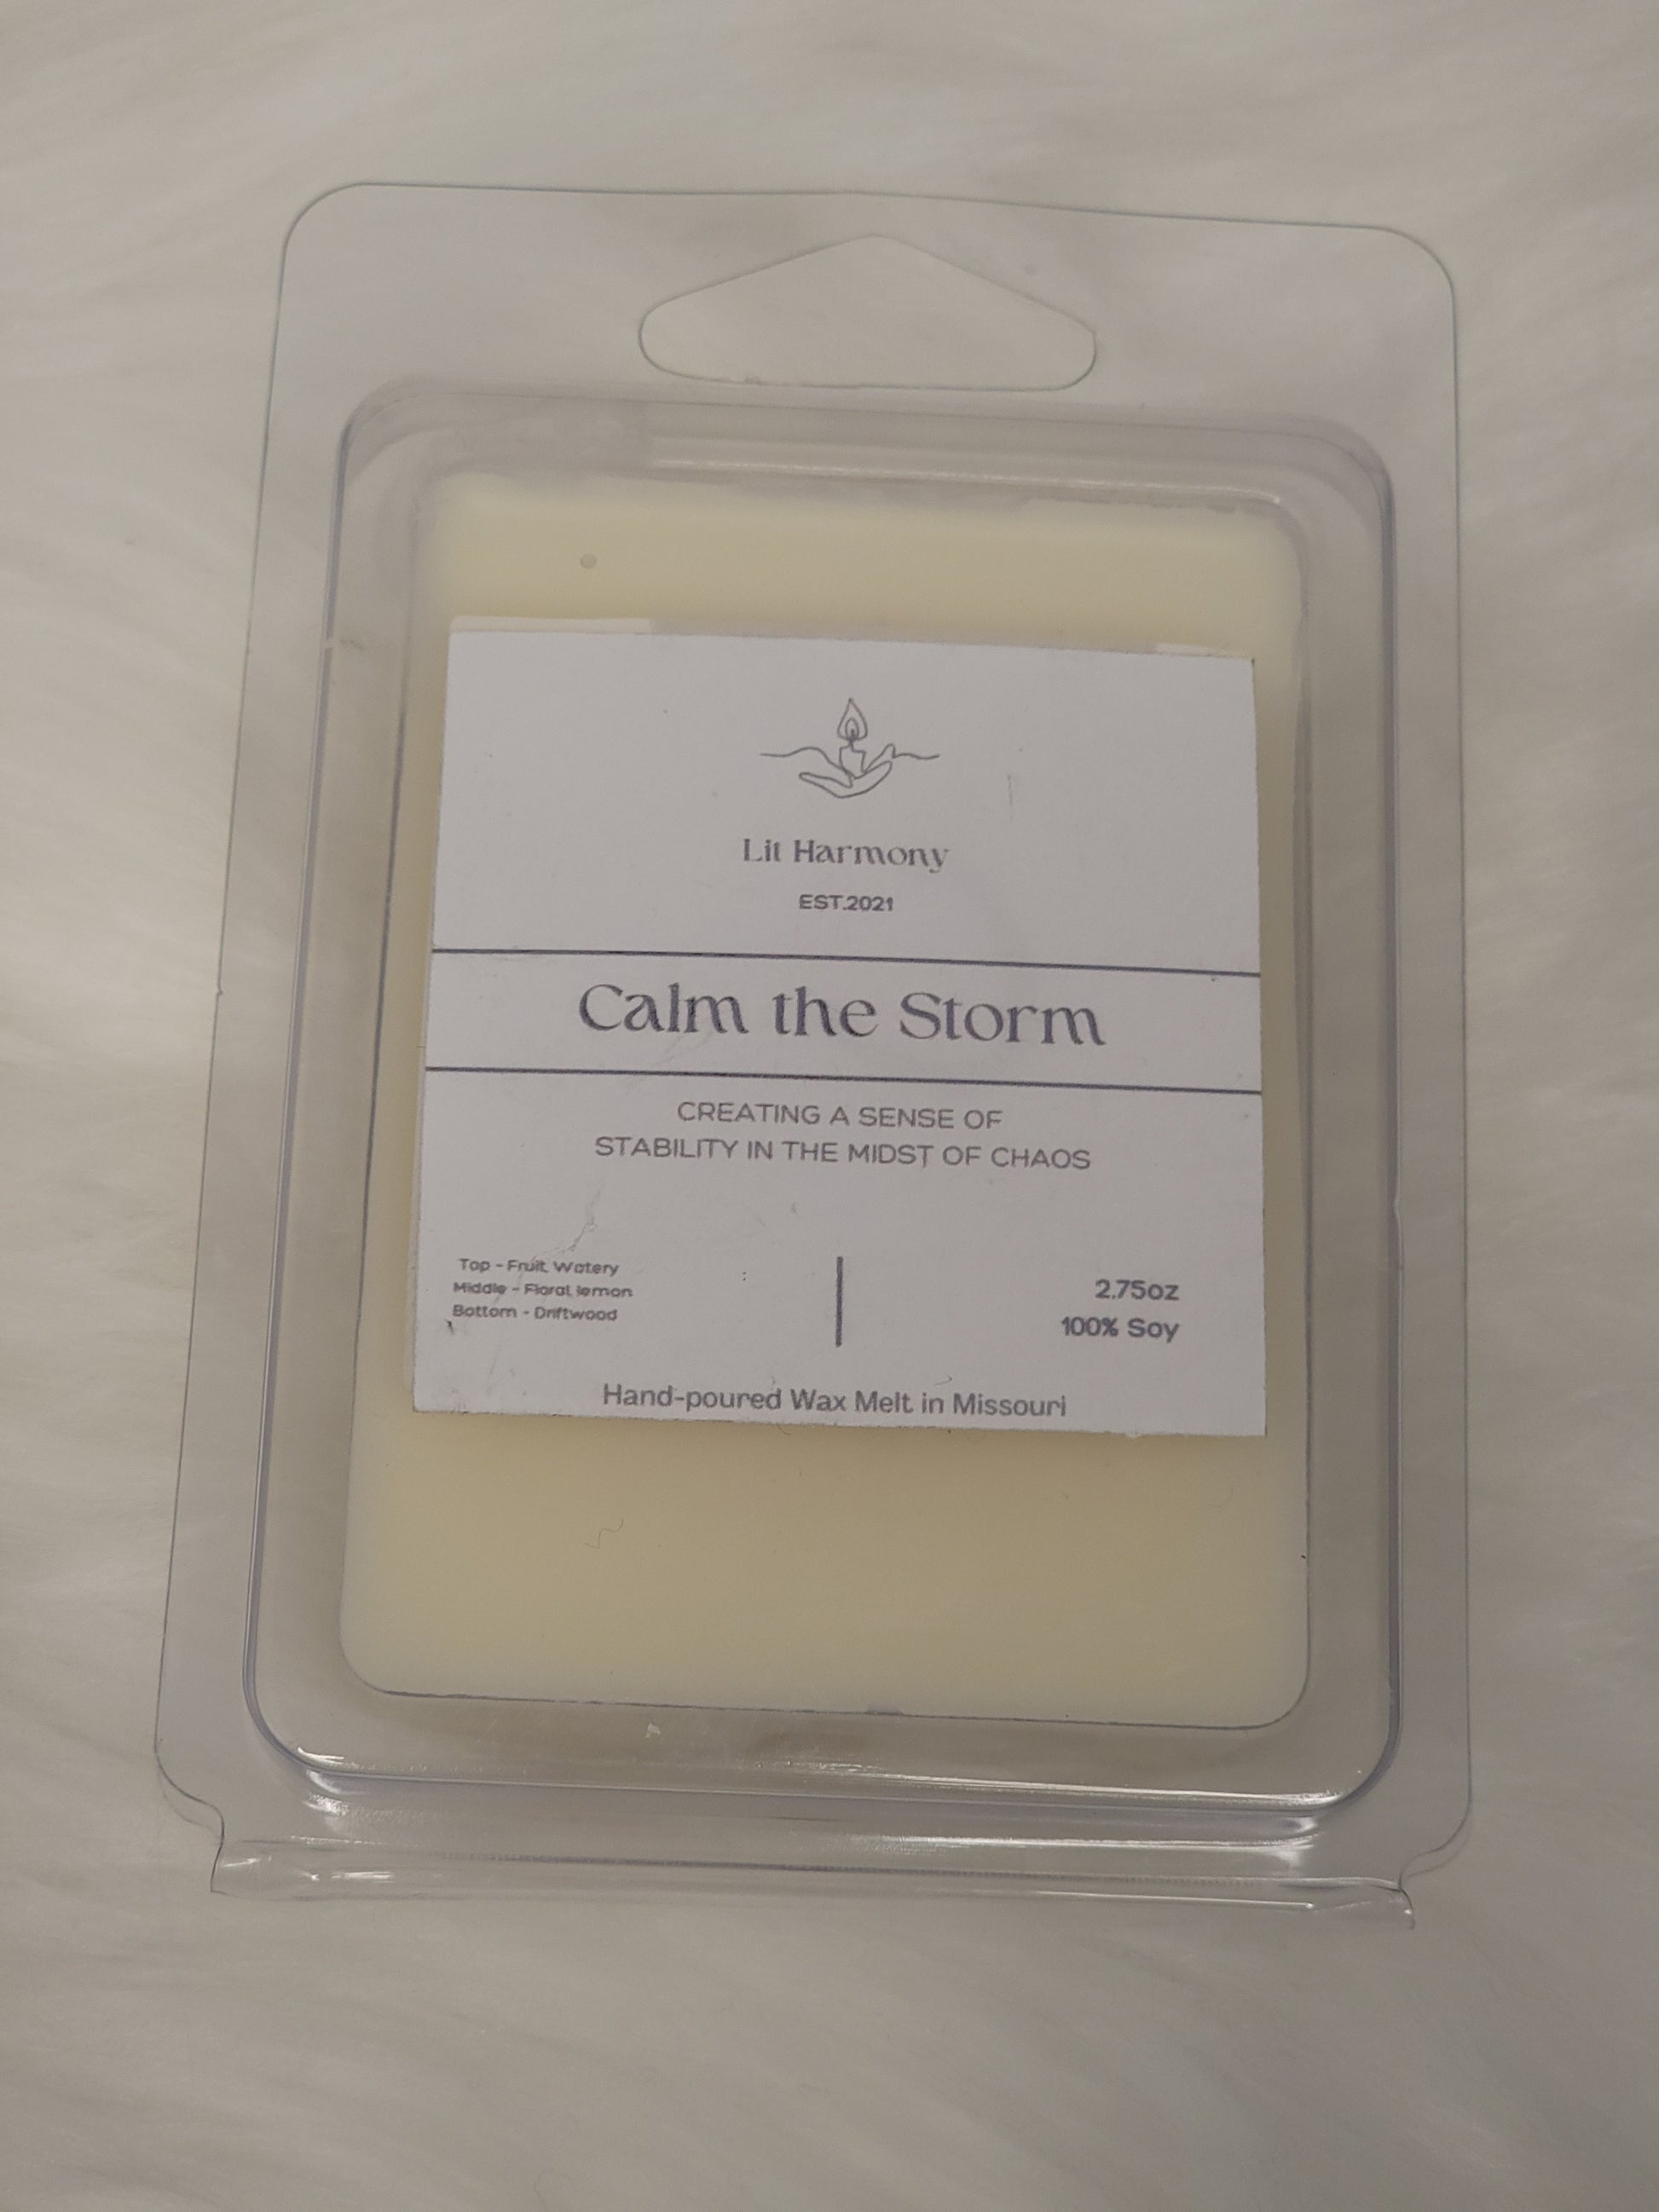 Lit Harmony
EST.2021
Calm the Storm
CREATING A SENSE OF
STABILITY IN THE MIDST OF CHAOS
Top - Fruit, Watery
Middle - Floral, lemon
Bottom - Driftwood
2.75oz
100% Soy
Hand-poured Wax Melt in Missouri